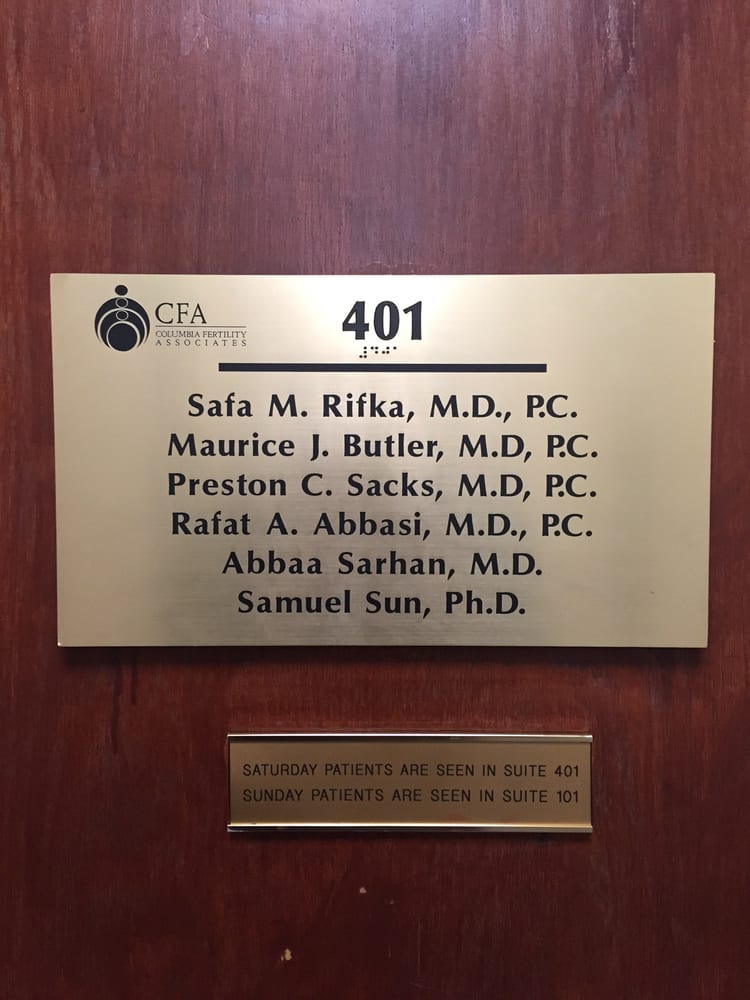 CFA
COLUMBIA FERTILITY
ASSOCIATES
401
⠼⠙⠚⠁
Safa M. Rifka, M.D., P.C.
Maurice J. Butler, M.D, P.C.
Preston C. Sacks, M.D, P.C.
Rafat A. Abbasi, M.D., P.C.
Abbaa Sarhan, M.D.
Samuel Sun, Ph.D.
SATURDAY PATIENTS ARE SEEN IN SUITE 401
SUNDAY PATIENTS ARE SEEN IN SUITE 101